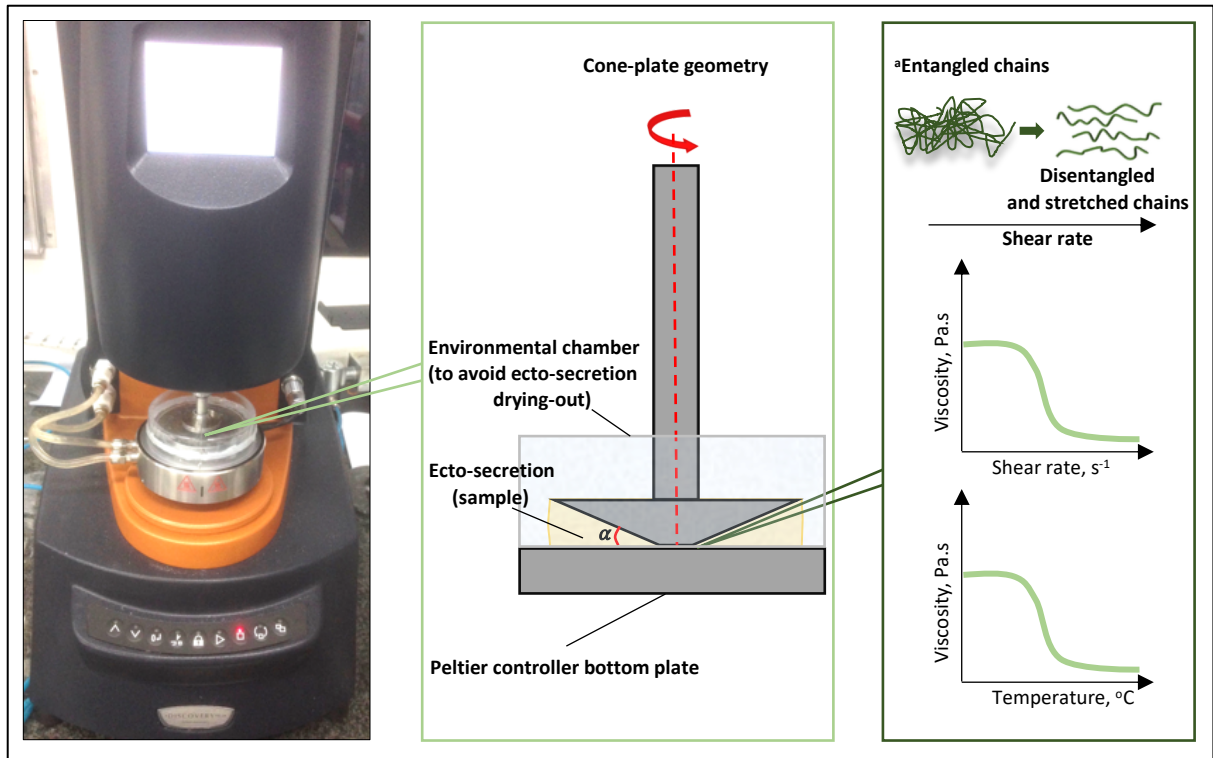 Cone-plate geometry
Environmental chamber
(to avoid ecto-secretion
drying-out)
Ecto-secretion
(sample)
α
Peltier controller bottom plate
ᵃEntangled chains
Disentangled
and stretched chains
Shear rate
Viscosity, Pa.s
Shear rate, s⁻¹
Viscosity, Pa.s
Temperature, ᵒC
DISCOVERY